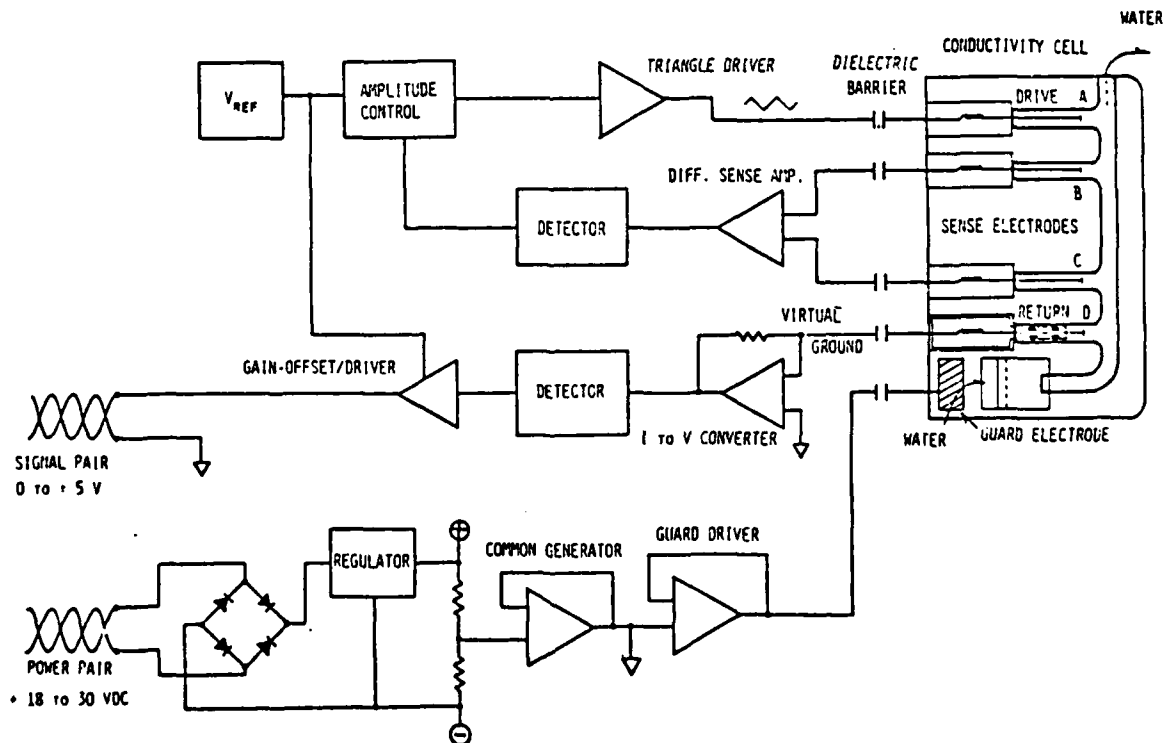 WATER
CONDUCTIVITY CELL
TRIANGLE DRIVER
DIELECTRIC
BARRIER
VREF
AMPLITUDE
CONTROL
DRIVE A
DIFF. SENSE AMP.
B
DETECTOR
SENSE ELECTRODES
C
VIRTUAL
GROUND
RETURN D
GAIN-OFFSET/DRIVER
DETECTOR
I TO V CONVERTER
WATER
GUARD ELECTRODE
SIGNAL PAIR
0 TO + 5 V
REGULATOR
+
COMMON GENERATOR
GUARD DRIVER
POWER PAIR
+ 18 TO 30 VDC
−